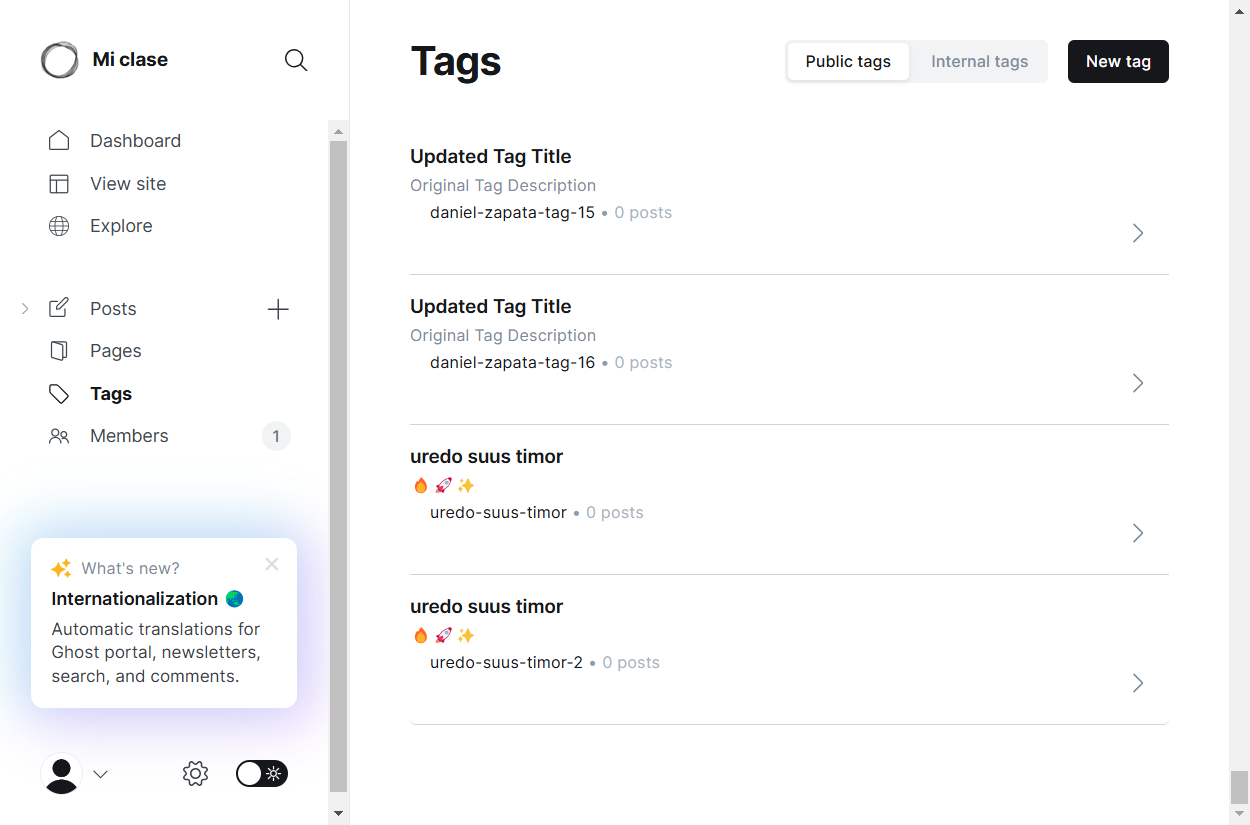 Mi clase
Dashboard
View site
Explore
Posts
Pages
Tags
Members
1
What's new?
Internationalization 🌏
Automatic translations for
Ghost portal, newsletters,
search, and comments.
Tags
Public tags
Internal tags
New tag
Updated Tag Title
Original Tag Description
daniel-zapata-tag-15 • 0 posts
Updated Tag Title
Original Tag Description
daniel-zapata-tag-16 • 0 posts
uredo suus timor
🔥🚀✨
uredo-suus-timor • 0 posts
uredo suus timor
🔥🚀✨
uredo-suus-timor-2 • 0 posts